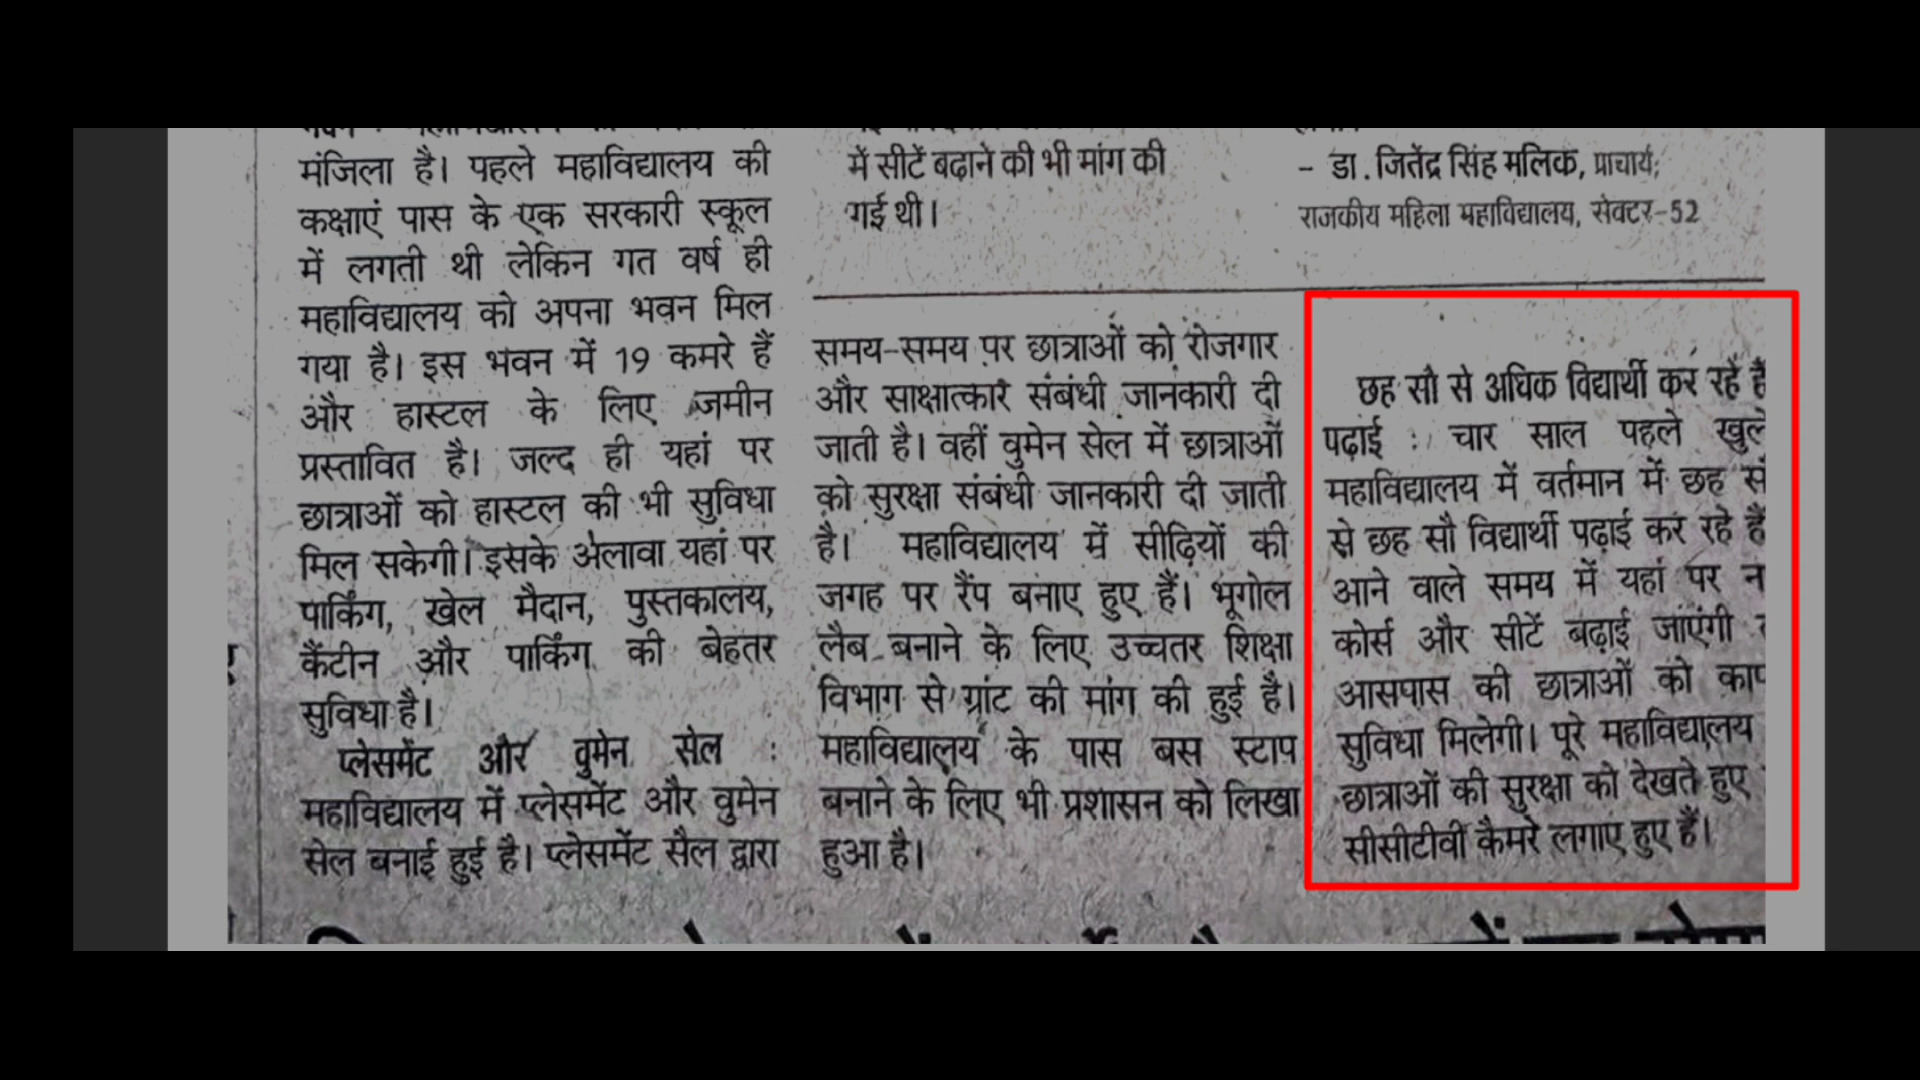 मंजिला है। पहले महाविद्यालय की
कक्षाएं पास के एक सरकारी स्कूल
में लगती थी लेकिन गत वर्ष ही
महाविद्यालय को अपना भवन मिल
गया है। इस भवन में 19 कमरे हैं
और हास्टल के लिए जमीन
प्रस्तावित है। जल्द ही यहां पर
छात्राओं को हास्टल की भी सुविधा
मिल सकेगी। इसके अलावा यहां पर
पार्किंग, खेल मैदान, पुस्तकालय,
कैंटीन और पार्किंग की बेहतर
सुविधा है।
प्लेसमेंट और वुमेन सेल :
महाविद्यालय में प्लेसमेंट और वुमेन
सेल बनाई हुई है। प्लेसमेंट सैल द्वारा
में सीटें बढ़ाने की भी मांग की
गई थी।
समय-समय पर छात्राओं को रोजगार
और साक्षात्कार संबंधी जानकारी दी
जाती है। वहीं वुमेन सेल में छात्राओं
को सुरक्षा संबंधी जानकारी दी जाती
है। महाविद्यालय में सीढ़ियों की
जगह पर रैंप बनाए हुए हैं। भूगोल
लैब बनाने के लिए उच्चतर शिक्षा
विभाग से ग्रांट की मांग की हुई है।
महाविद्यालय के पास बस स्टाप
बनाने के लिए भी प्रशासन को लिखा
हुआ है।
- डा. जितेंद्र सिंह मलिक, प्राचार्य,
राजकीय महिला महाविद्यालय, सेक्टर-52
छह सौ से अधिक विद्यार्थी कर रहे
पढ़ाई : चार साल पहले
महाविद्यालय में वर्तमान में छह
से छह सौ विद्यार्थी पढ़ाई कर रहे
आने वाले समय में यहां पर
कोर्स और सीटें बढ़ाई जाएंगी
आसपास की छात्राओं को
सुविधा मिलेगी। पूरे महाविद्यालय
छात्राओं की सुरक्षा को देखते हुए
सीसीटीवी कैमरे लगाए हुए हैं।